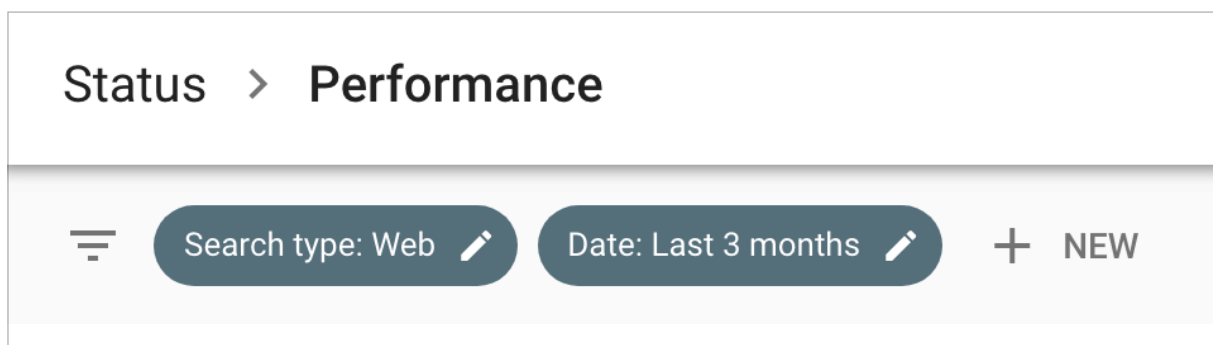 Status > Performance
Search type: Web Date: Last 3 months + NEW